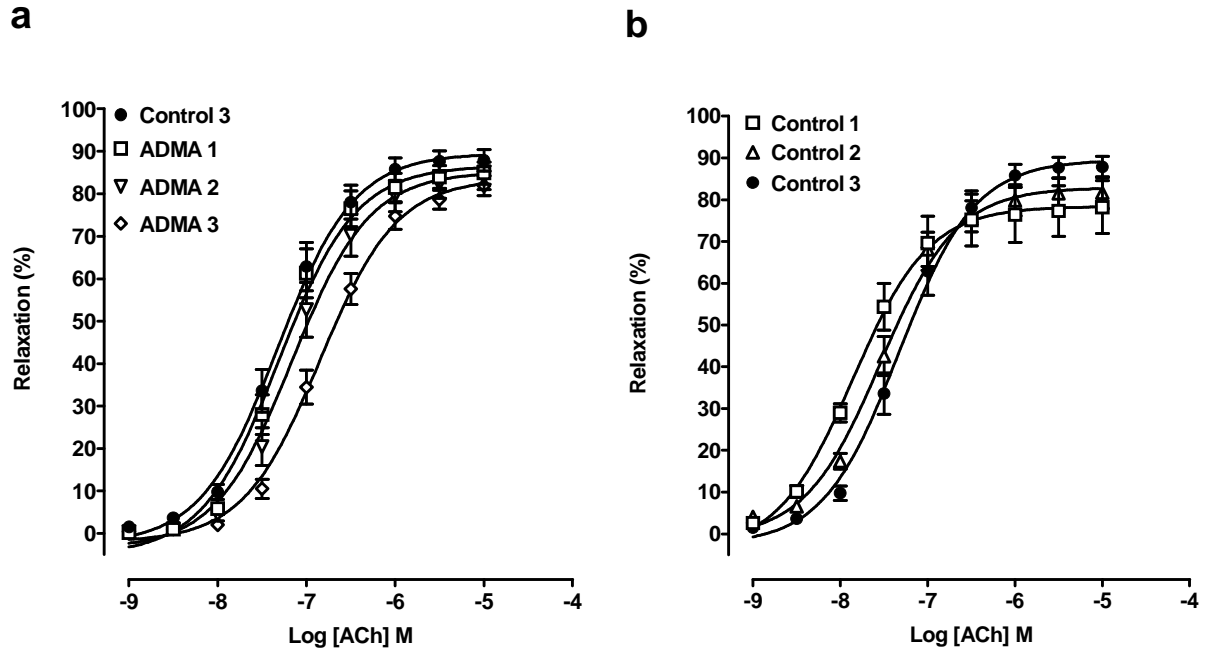 a
b
Control 3
ADMA 1
ADMA 2
ADMA 3
100
90
80
70
60
50
40
30
20
10
0
Relaxation (%)
-9 -8 -7 -6 -5 -4
Log [ACh] M
Control 1
Control 2
Control 3
100
90
80
70
60
50
40
30
20
10
0
Relaxation (%)
-9 -8 -7 -6 -5 -4
Log [ACh] M